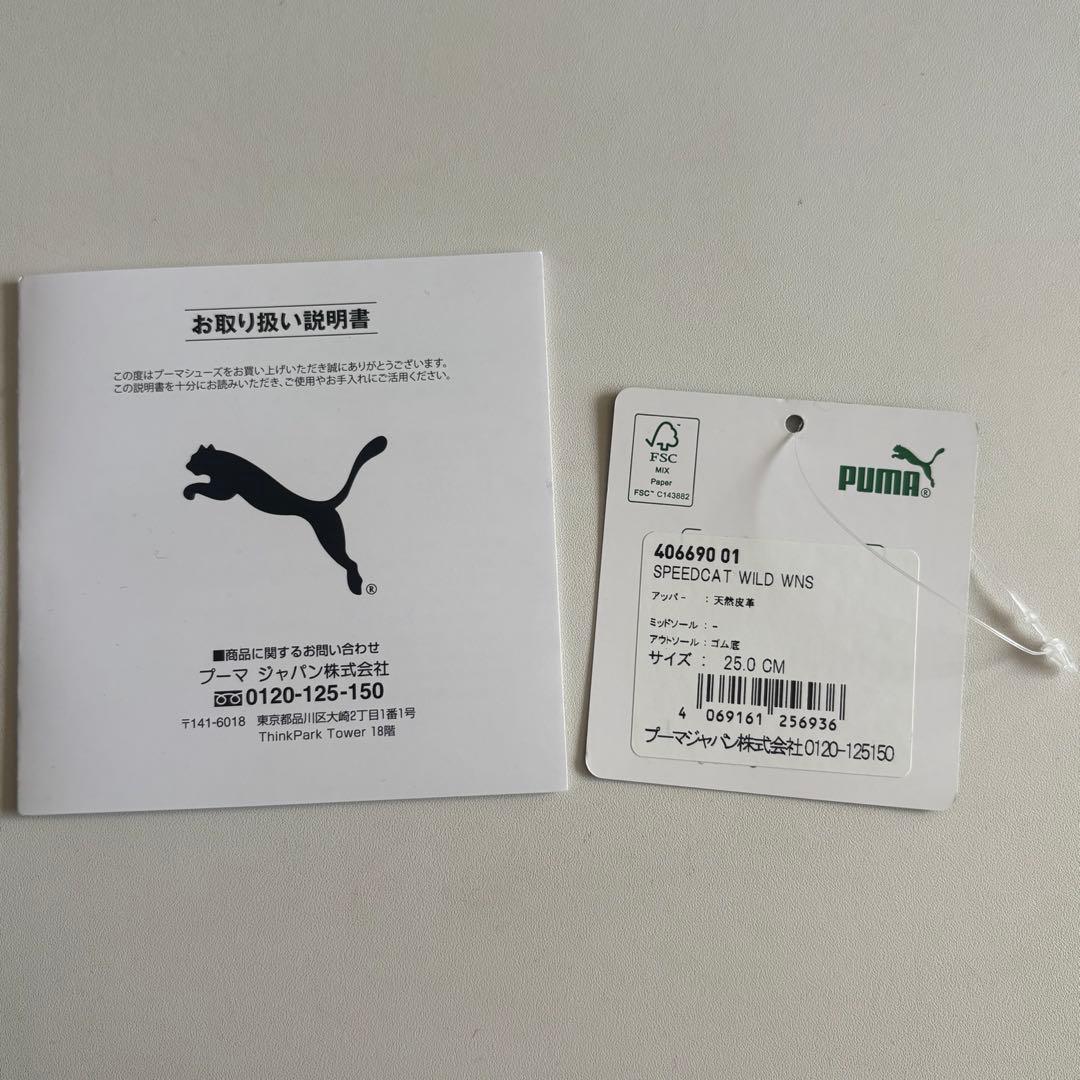 お取り扱い説明書
この度はプーマシューズをお買い上げいただき誠にありがとうございます。
この説明書を十分にお読みいただき、ご使用やお手入れにご活用ください。
®
■商品に関するお問い合わせ
プーマ ジャパン株式会社
0120-125-150
〒141-6018 東京都品川区大崎2丁目1番1号
ThinkPark Tower 18階
FSC
MIX
Paper
FSC™ C143882
PUMA®
406690 01
SPEEDCAT WILD WNS
アッパー : 天然皮革
ミッドソール : -
アウトソール : ゴム底
サイズ : 25.0 CM
4 069161 256936
プーマジャパン株式会社0120-125150